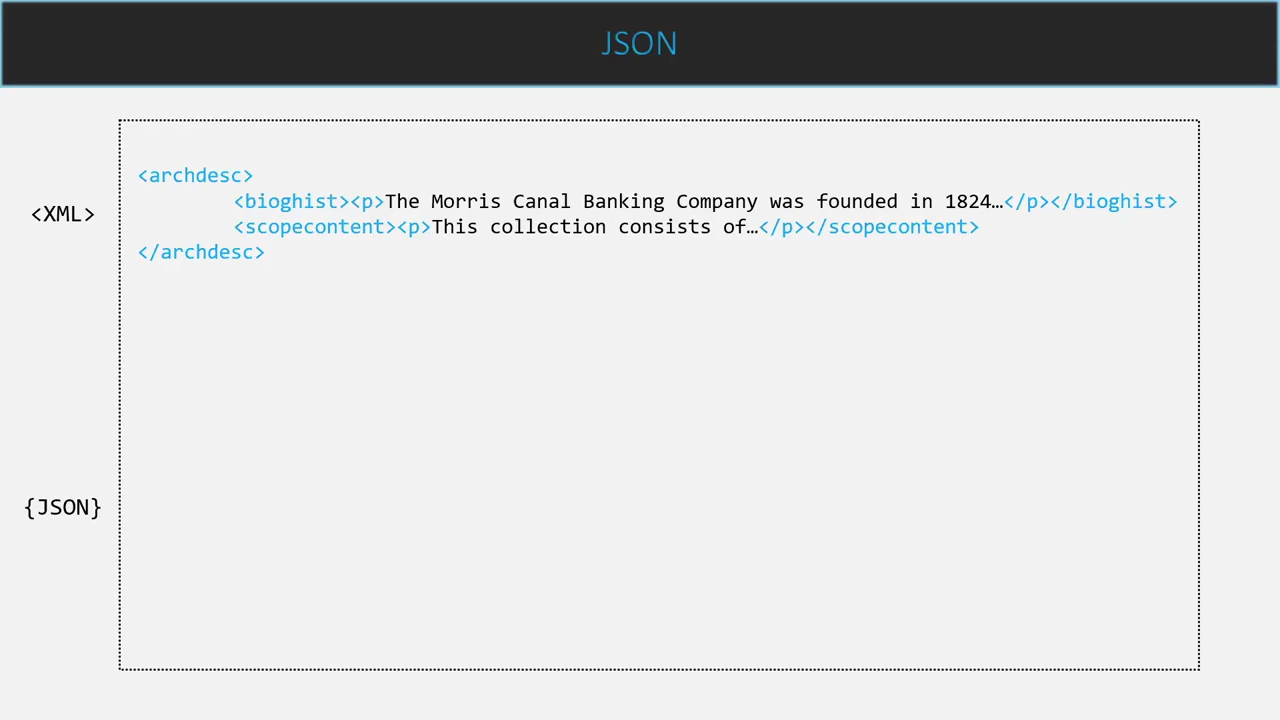 JSON
<XML>
<archdesc>
<bioghist><p>The Morris Canal Banking Company was founded in 1824…</p></bioghist>
<scopecontent><p>This collection consists of…</p></scopecontent>
</archdesc>
{JSON}